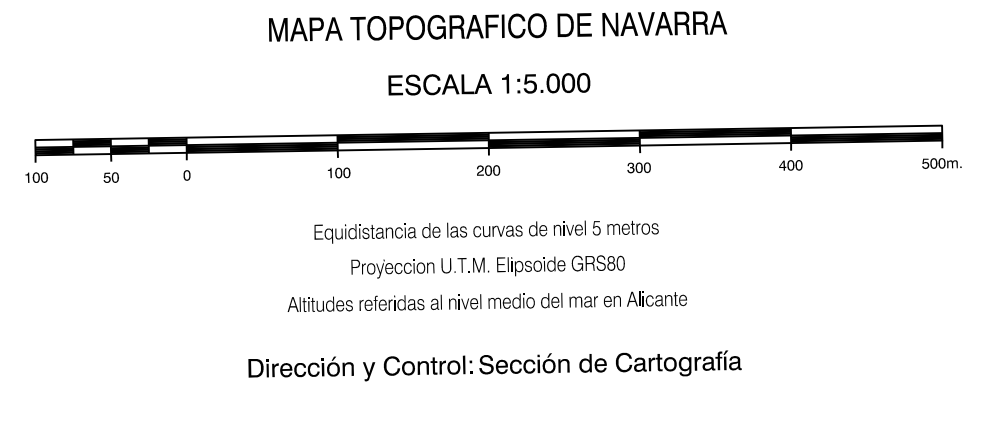 MAPA TOPOGRAFICO DE NAVARRA
ESCALA 1:5.000
100 50 0 100 200 300 400 500m.
Equidistancia de las curvas de nivel 5 metros
Proyeccion U.T.M. Elipsoide GRS80
Altitudes referidas al nivel medio del mar en Alicante
Dirección y Control: Sección de Cartografía